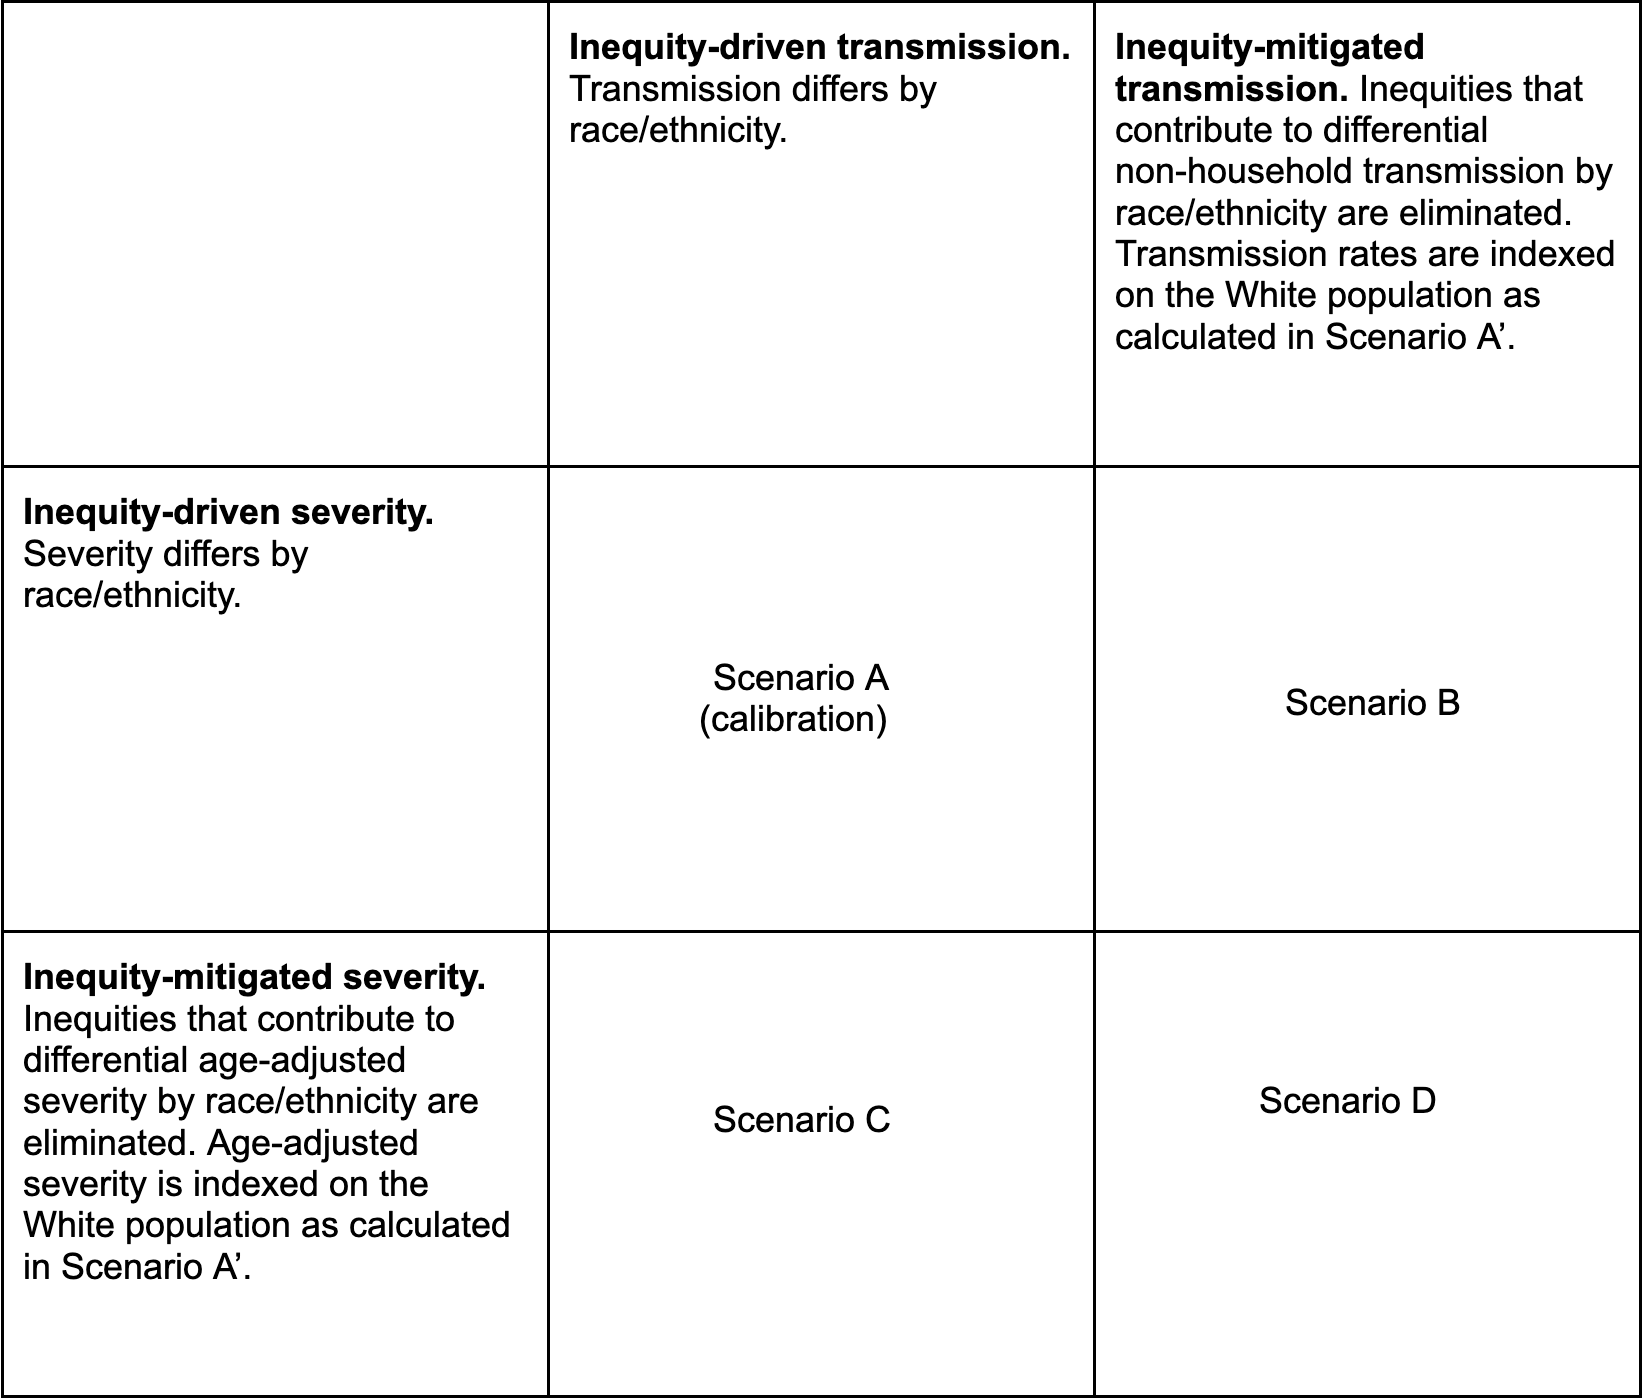 Inequity-driven transmission.
Transmission differs by
race/ethnicity.
Inequity-mitigated
transmission. Inequities that
contribute to differential
non-household transmission by
race/ethnicity are eliminated.
Transmission rates are indexed
on the White population as
calculated in Scenario A’.
Inequity-driven severity.
Severity differs by
race/ethnicity.
Scenario A
(calibration)
Scenario B
Inequity-mitigated severity.
Inequities that contribute to
differential age-adjusted
severity by race/ethnicity are
eliminated. Age-adjusted
severity is indexed on the
White population as calculated
in Scenario A’.
Scenario C
Scenario D